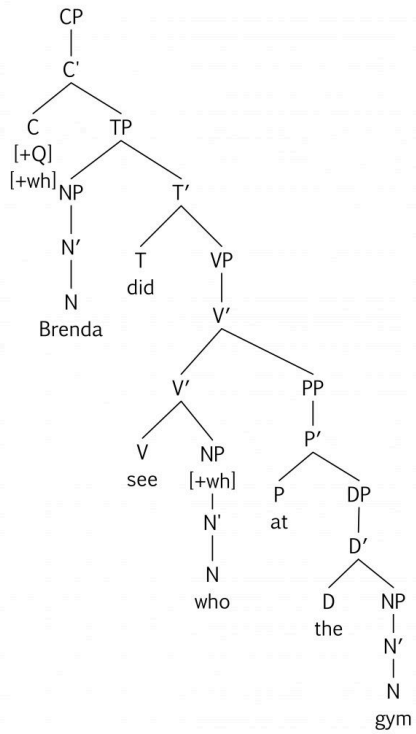 CP
C'
C TP
[+Q]
[+wh] NP T′
N′ T VP
did
N V′
Brenda
V′ PP
V NP P′
see [+wh]
P DP
N' at
N D′
who D NP
the
N′
N
gym